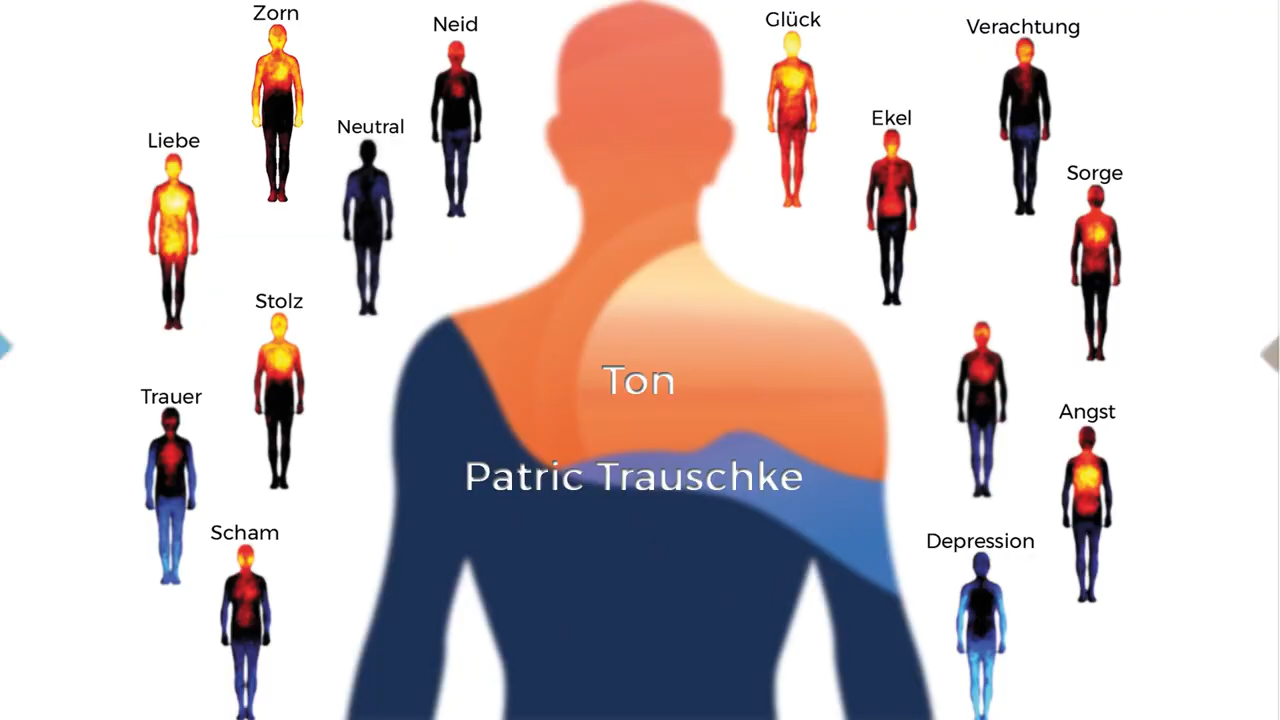 Zorn
Neid
Glück
Verachtung
Liebe
Neutral
Ekel
Sorge
Stolz
Trauer
Ton
Angst
Patric Trauschke
Scham
Depression